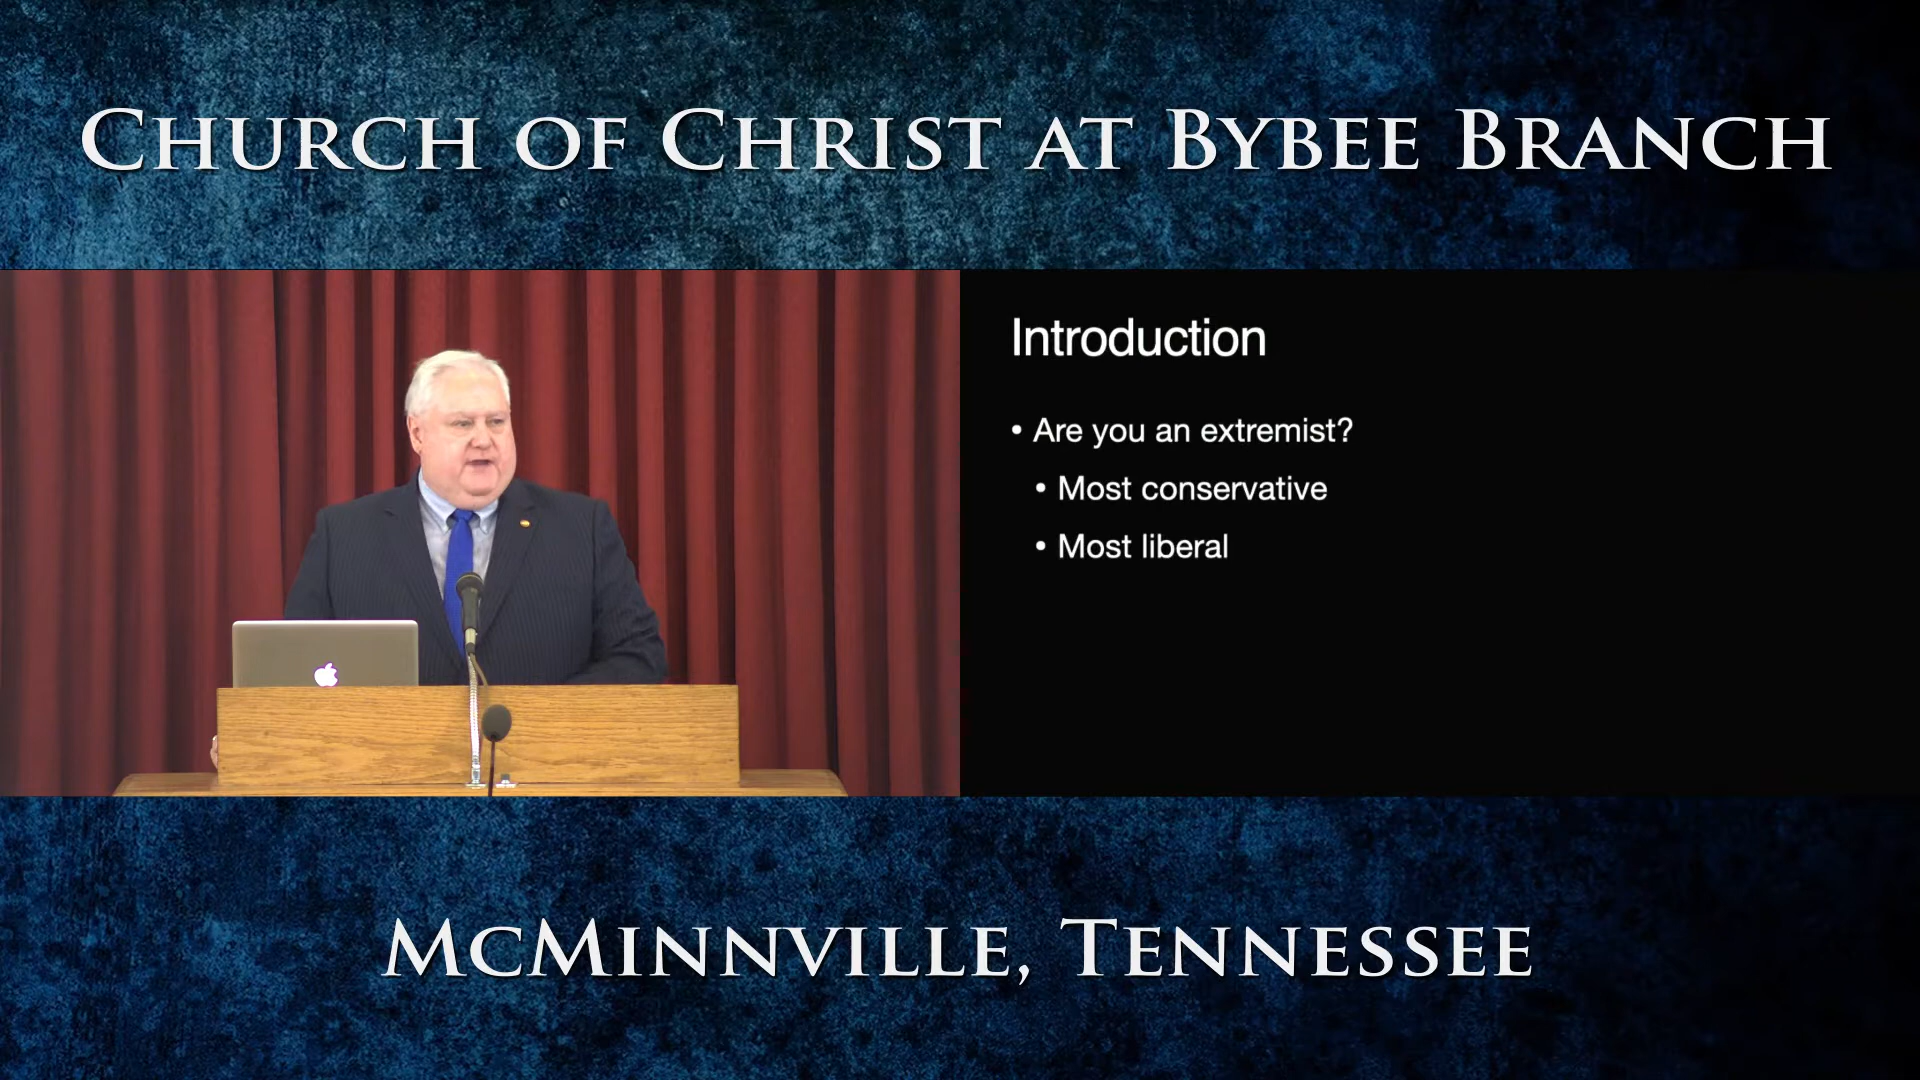 Church of Christ at Bybee Branch
Introduction
• Are you an extremist?
• Most conservative
• Most liberal
McMinnville, Tennessee